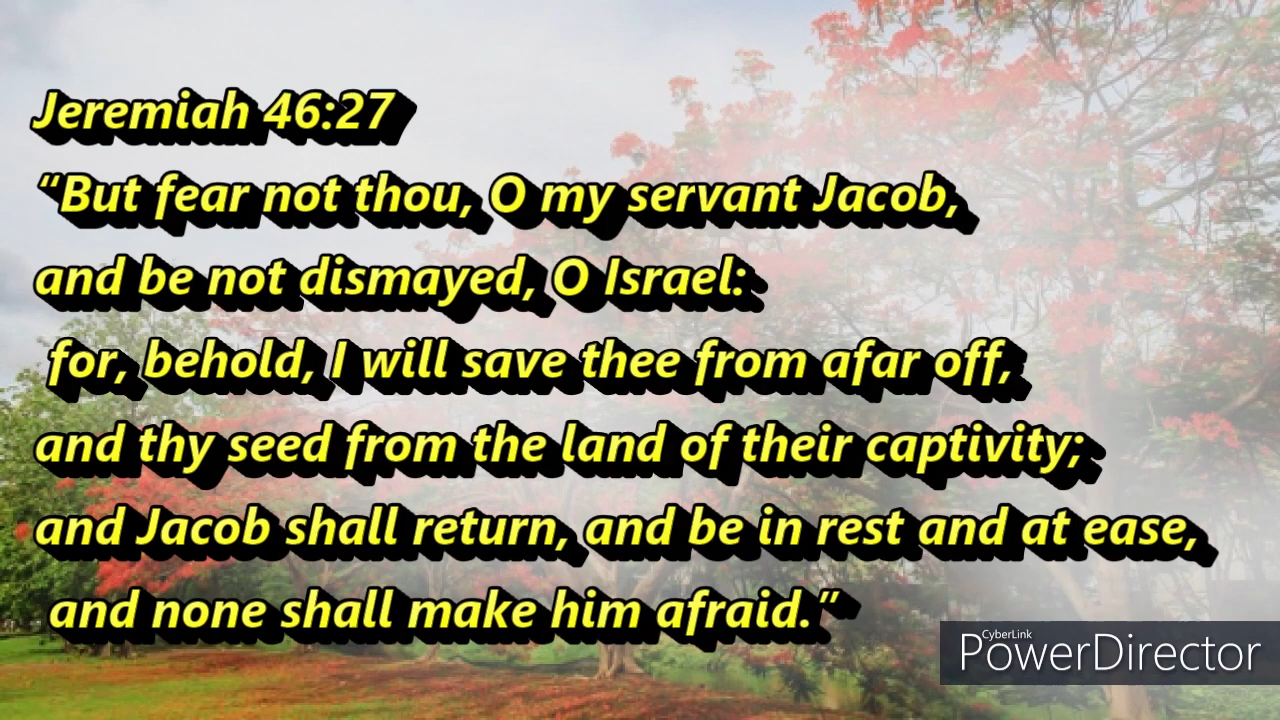 Jeremiah 46:27
“But fear not thou, O my servant Jacob,
and be not dismayed, O Israel:
for, behold, I will save thee from afar off,
and thy seed from the land of their captivity;
and Jacob shall return, and be in rest and at ease,
and none shall make him afraid.”
CyberLink
PowerDirector